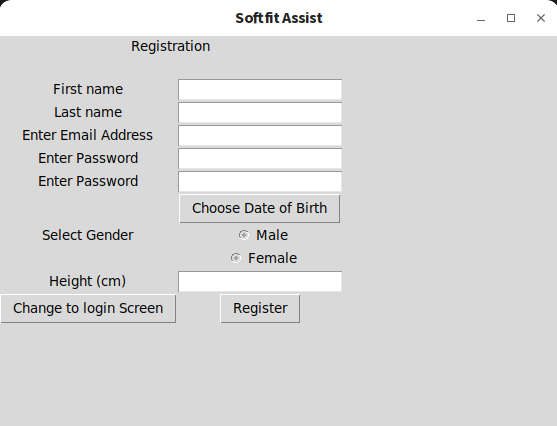 Softfit Assist
Registration
First name
Last name
Enter Email Address
Enter Password
Enter Password
Choose Date of Birth
Select Gender Male
Female
Height (cm)
Change to login Screen Register